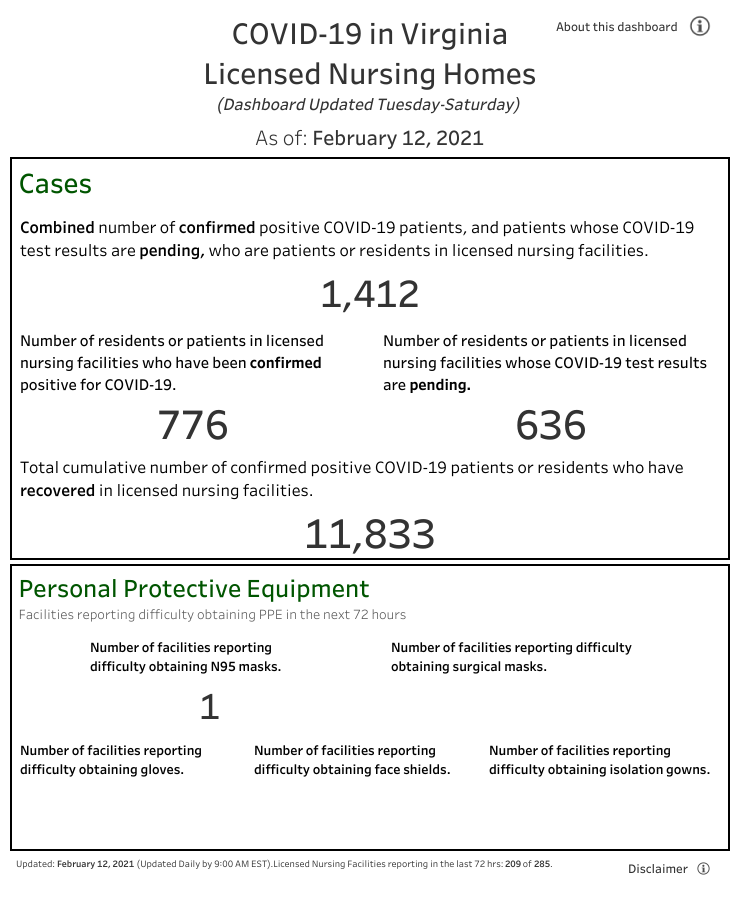 COVID-19 in Virginia
Licensed Nursing Homes
About this dashboard
(Dashboard Updated Tuesday-Saturday)
As of: February 12, 2021
Cases
Combined number of confirmed positive COVID-19 patients, and patients whose COVID-19
test results are pending, who are patients or residents in licensed nursing facilities.
1,412
Number of residents or patients in licensed
nursing facilities who have been confirmed
positive for COVID-19.
776
Number of residents or patients in licensed
nursing facilities whose COVID-19 test results
are pending.
636
Total cumulative number of confirmed positive COVID-19 patients or residents who have
recovered in licensed nursing facilities.
11,833
Personal Protective Equipment
Facilities reporting difficulty obtaining PPE in the next 72 hours
Number of facilities reporting
difficulty obtaining N95 masks.
1
Number of facilities reporting difficulty
obtaining surgical masks.
Number of facilities reporting
difficulty obtaining gloves.
Number of facilities reporting
difficulty obtaining face shields.
Number of facilities reporting
difficulty obtaining isolation gowns.
Updated: February 12, 2021 (Updated Daily by 9:00 AM EST).Licensed Nursing Facilities reporting in the last 72 hrs: 209 of 285.
Disclaimer